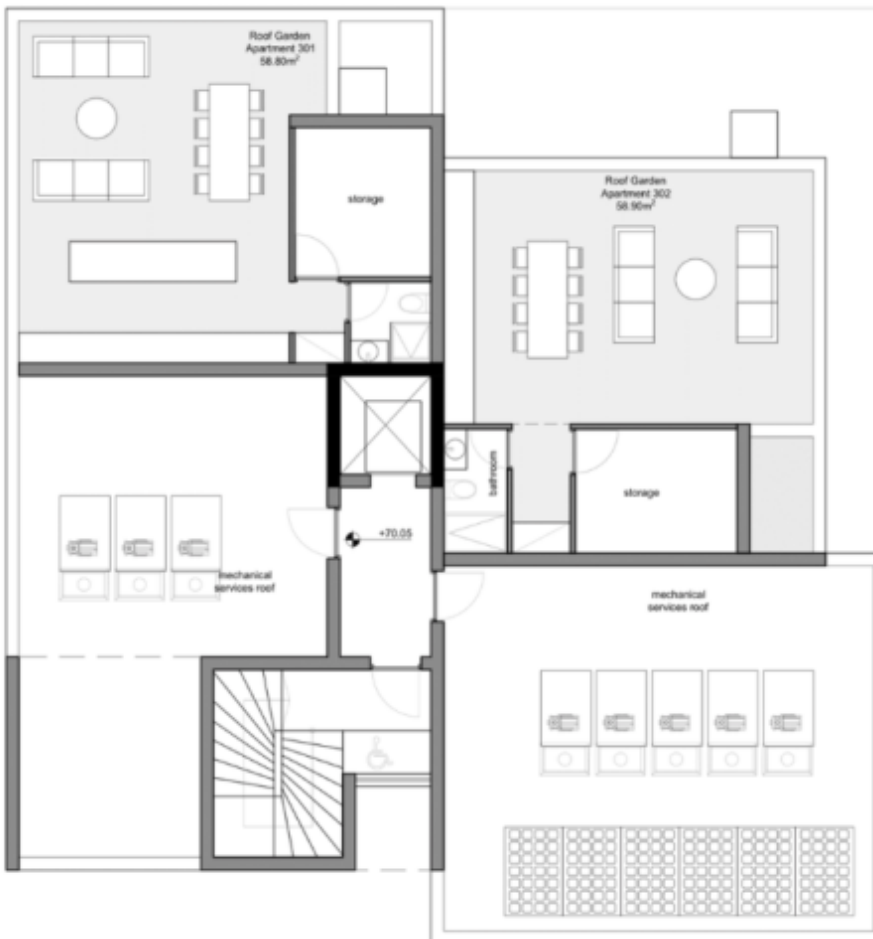 Roof Garden
Apartment 301
58.80m²
storage
Roof Garden
Apartment 302
58.90m²
bathroom
storage
+70.05
mechanical
services roof
mechanical
services roof